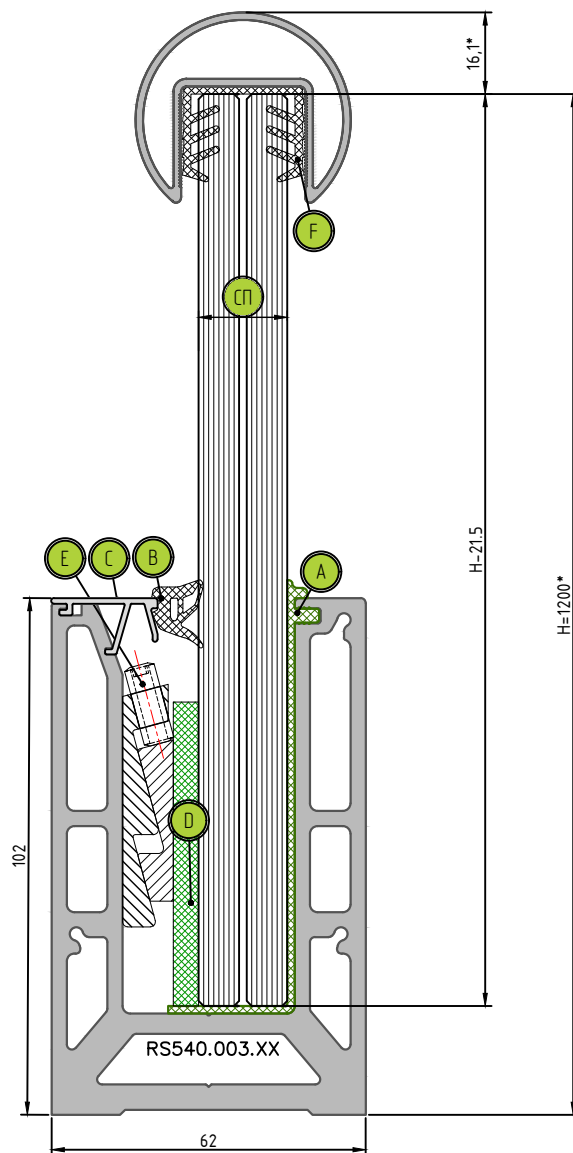 16,1*
F
СП
H-21.5
H=1200*
E
C
B
A
D
102
RS540.003.XX
62